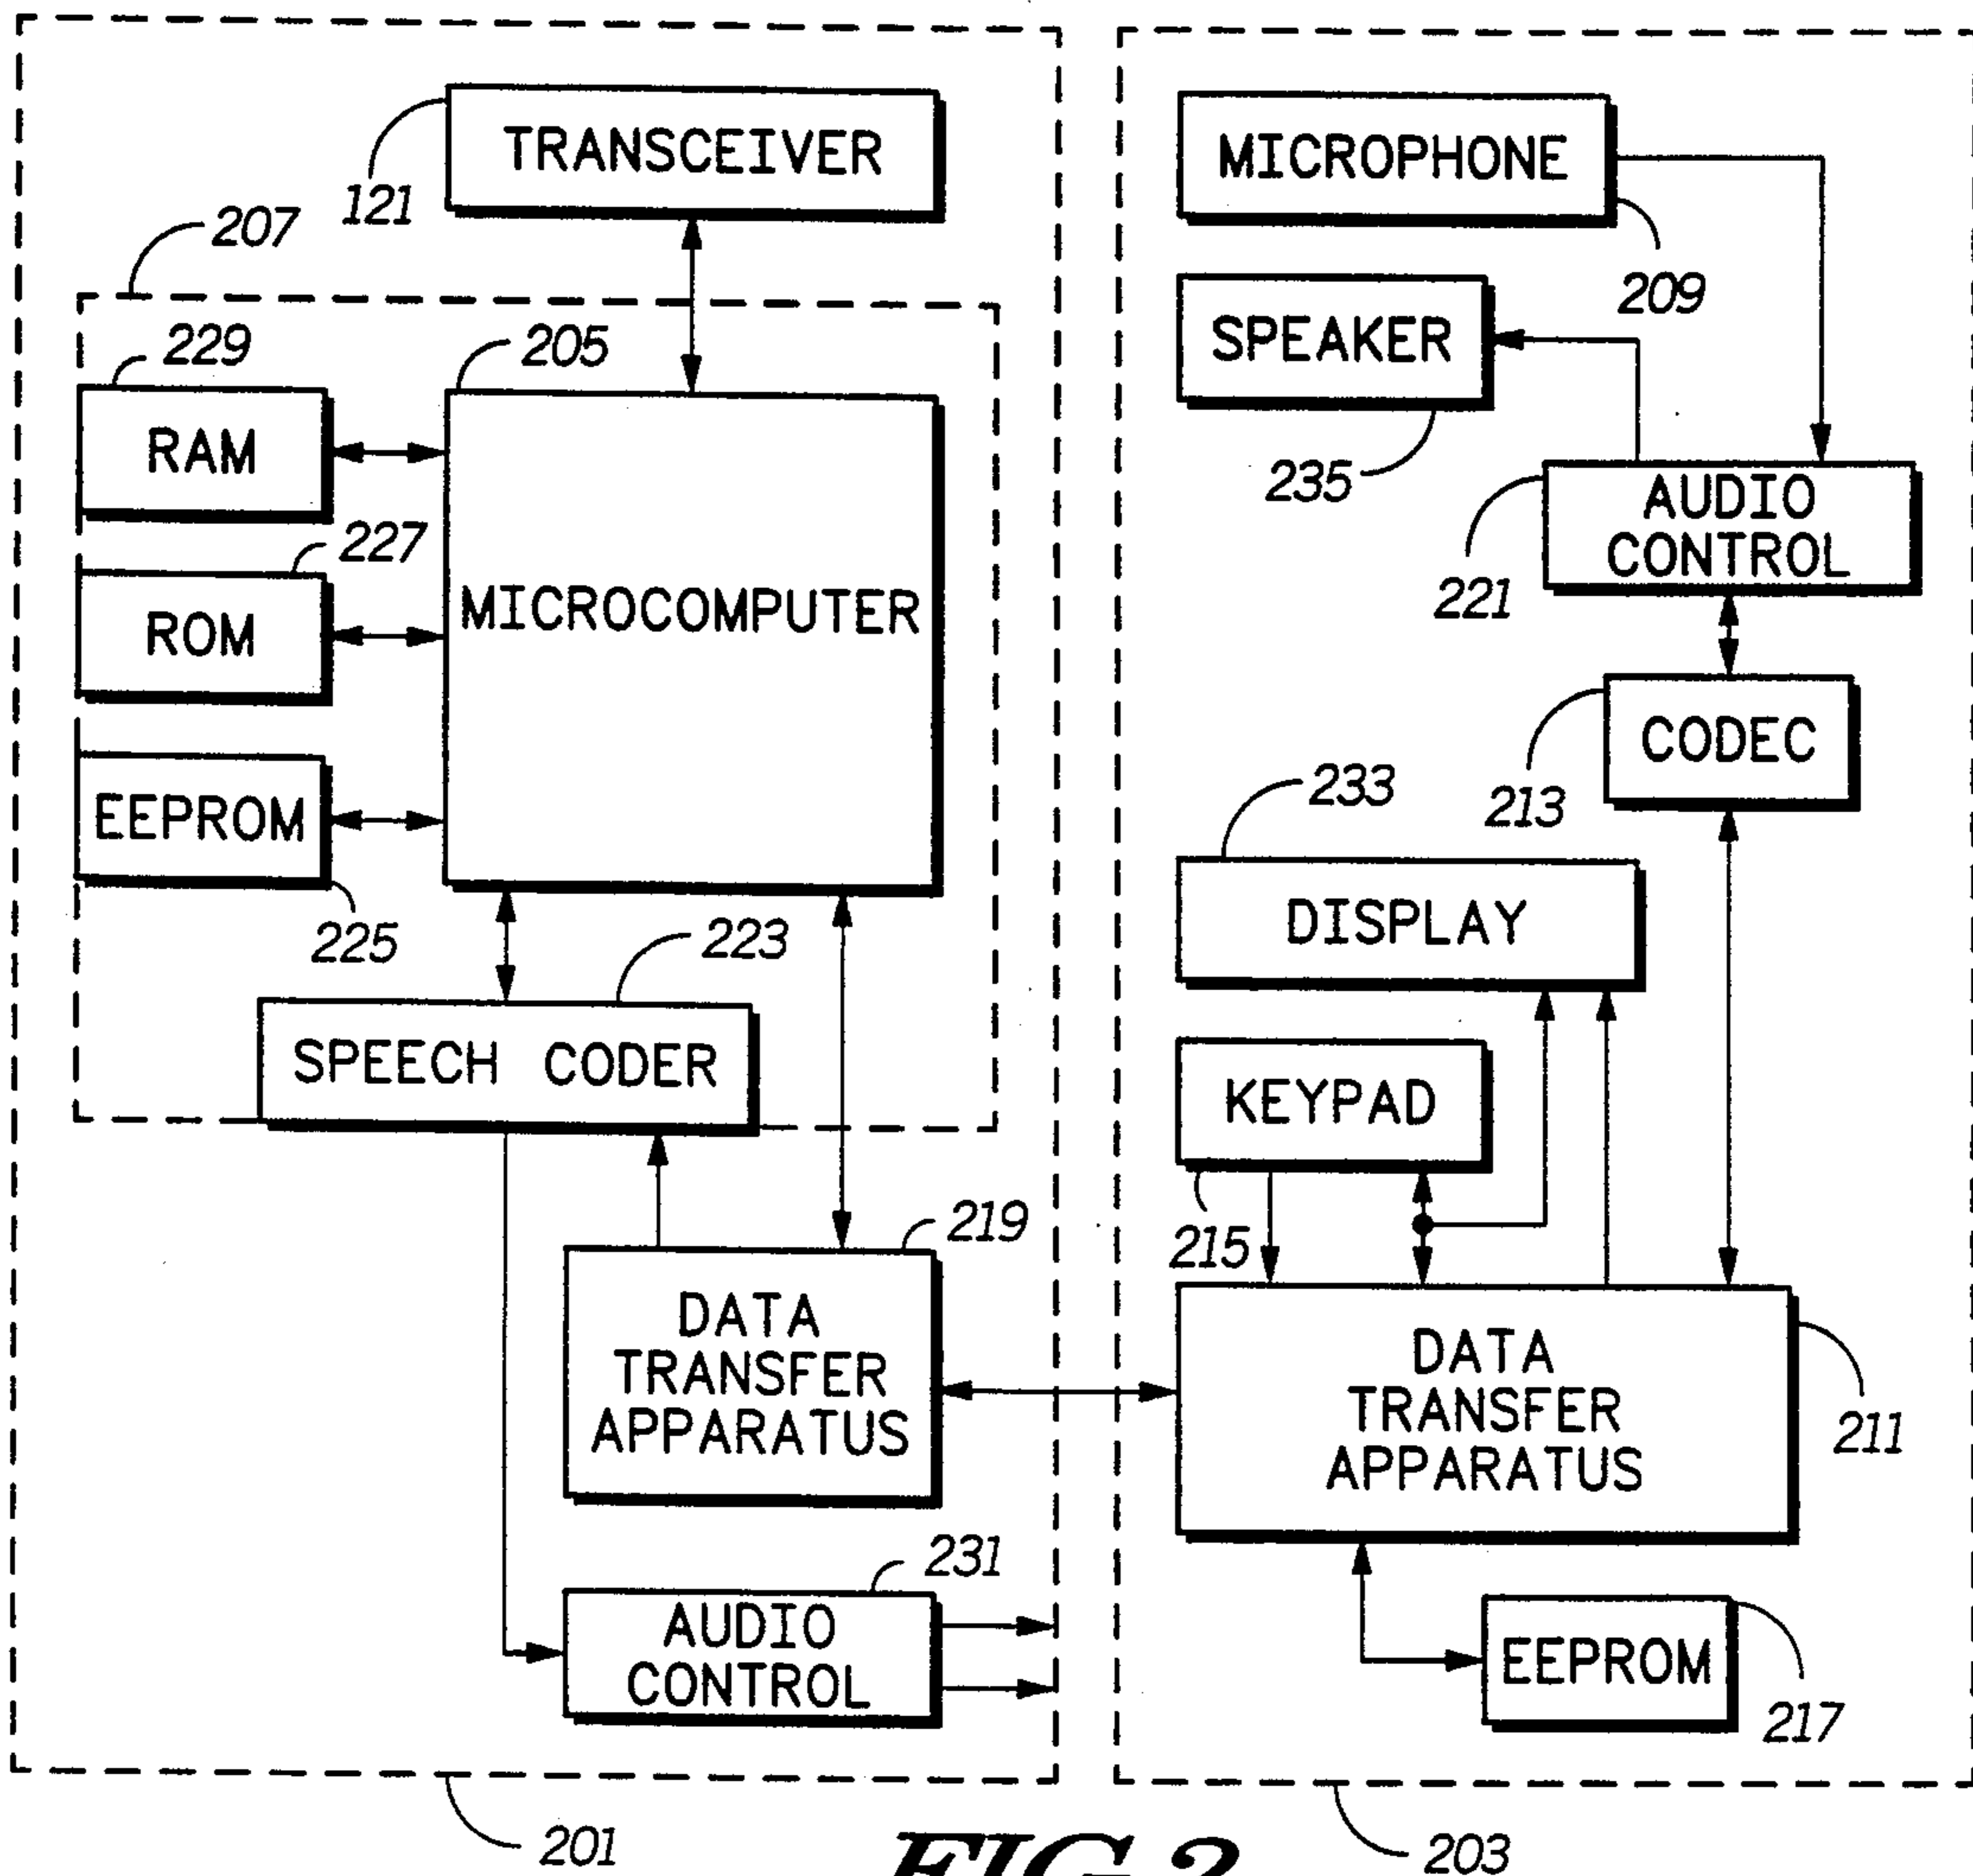 TRANSCEIVER
121
207
229
205
RAM
227
ROM
MICROCOMPUTER
EEPROM
225
223
SPEECH CODER
219
DATA
TRANSFER
APPARATUS
231
AUDIO
CONTROL
201
MICROPHONE
209
SPEAKER
235
AUDIO
CONTROL
221
CODEC
213
233
DISPLAY
KEYPAD
215
DATA
TRANSFER
APPARATUS
211
EEPROM
217
203
FIG.2